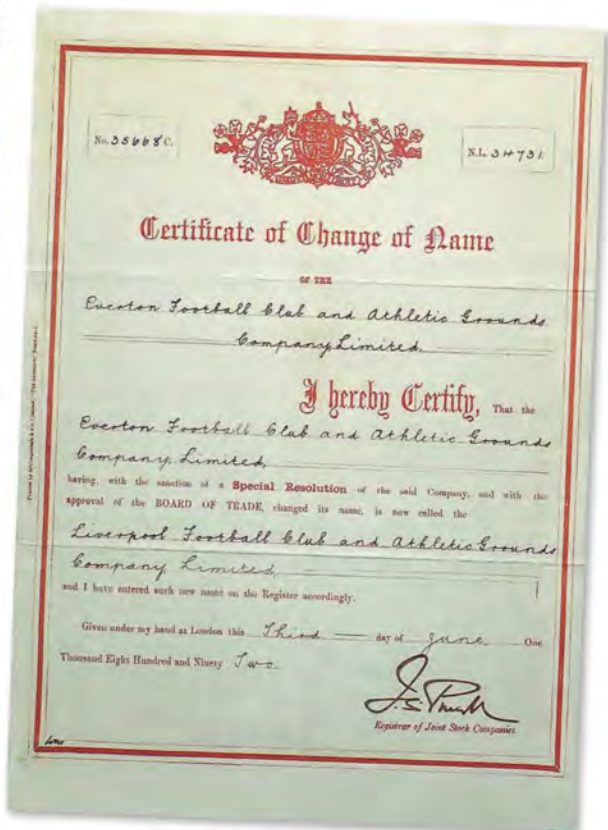 No. 35668 C.
N.L. 34731
Certificate of Change of Name
OF THE
Everton Football Club and Athletic Grounds
Company Limited.
I hereby Certify, That the
Everton Football Club and Athletic Grounds
Company, Limited,
having, with the sanction of a Special Resolution of the said Company, and with the
approval of the BOARD OF TRADE, changed its name, is now called the
Liverpool Football Club and Athletic Grounds
Company Limited,
and I have entered such new name on the Register accordingly.
Given under my hand at London this Third day of June One
Thousand Eight Hundred and Ninety Two
Registrar of Joint Stock Companies